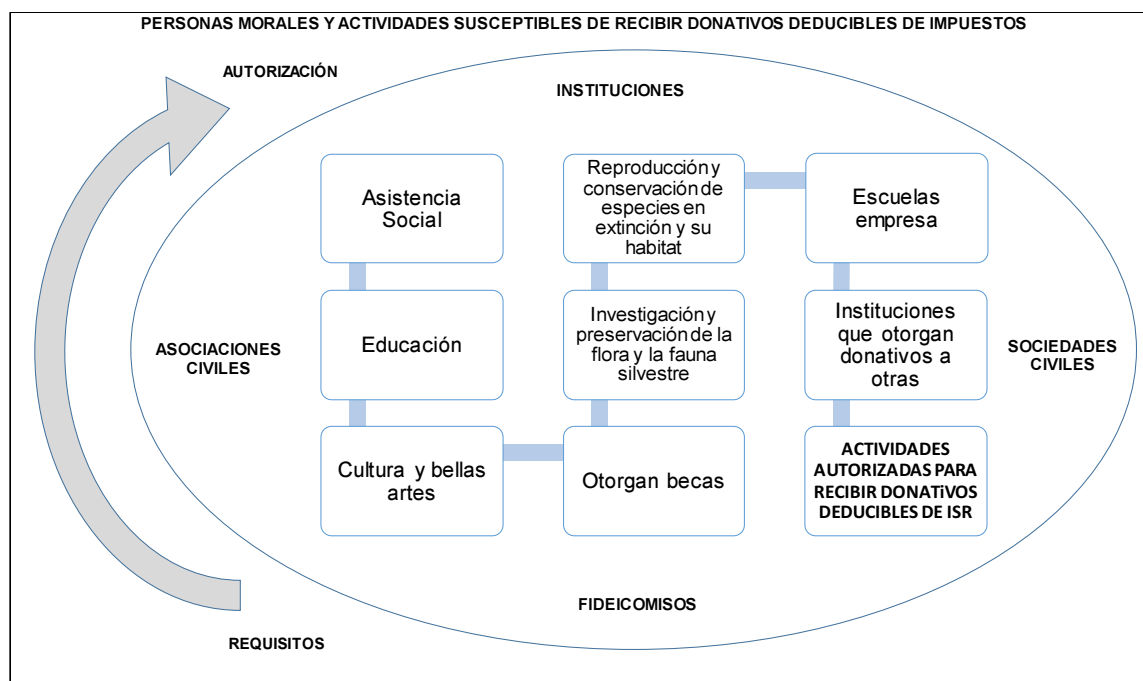 PERSONAS MORALES Y ACTIVIDADES SUSCEPTIBLES DE RECIBIR DONATIVOS DEDUCIBLES DE IMPUESTOS
AUTORIZACIÓN
INSTITUCIONES
Asistencia
Social
Reproducción y
conservación de
especies en
extinción y su
habitat
Escuelas
empresa
ASOCIACIONES
CIVILES
Educación
Investigación y
preservación de la
flora y la fauna
silvestre
Instituciones
que otorgan
donativos a
otras
SOCIEDADES
CIVILES
Cultura y bellas
artes
Otorgan becas
ACTIVIDADES
AUTORIZADAS PARA
RECIBIR DONATiVOS
DEDUCIBLES DE ISR
FIDEICOMISOS
REQUISITOS